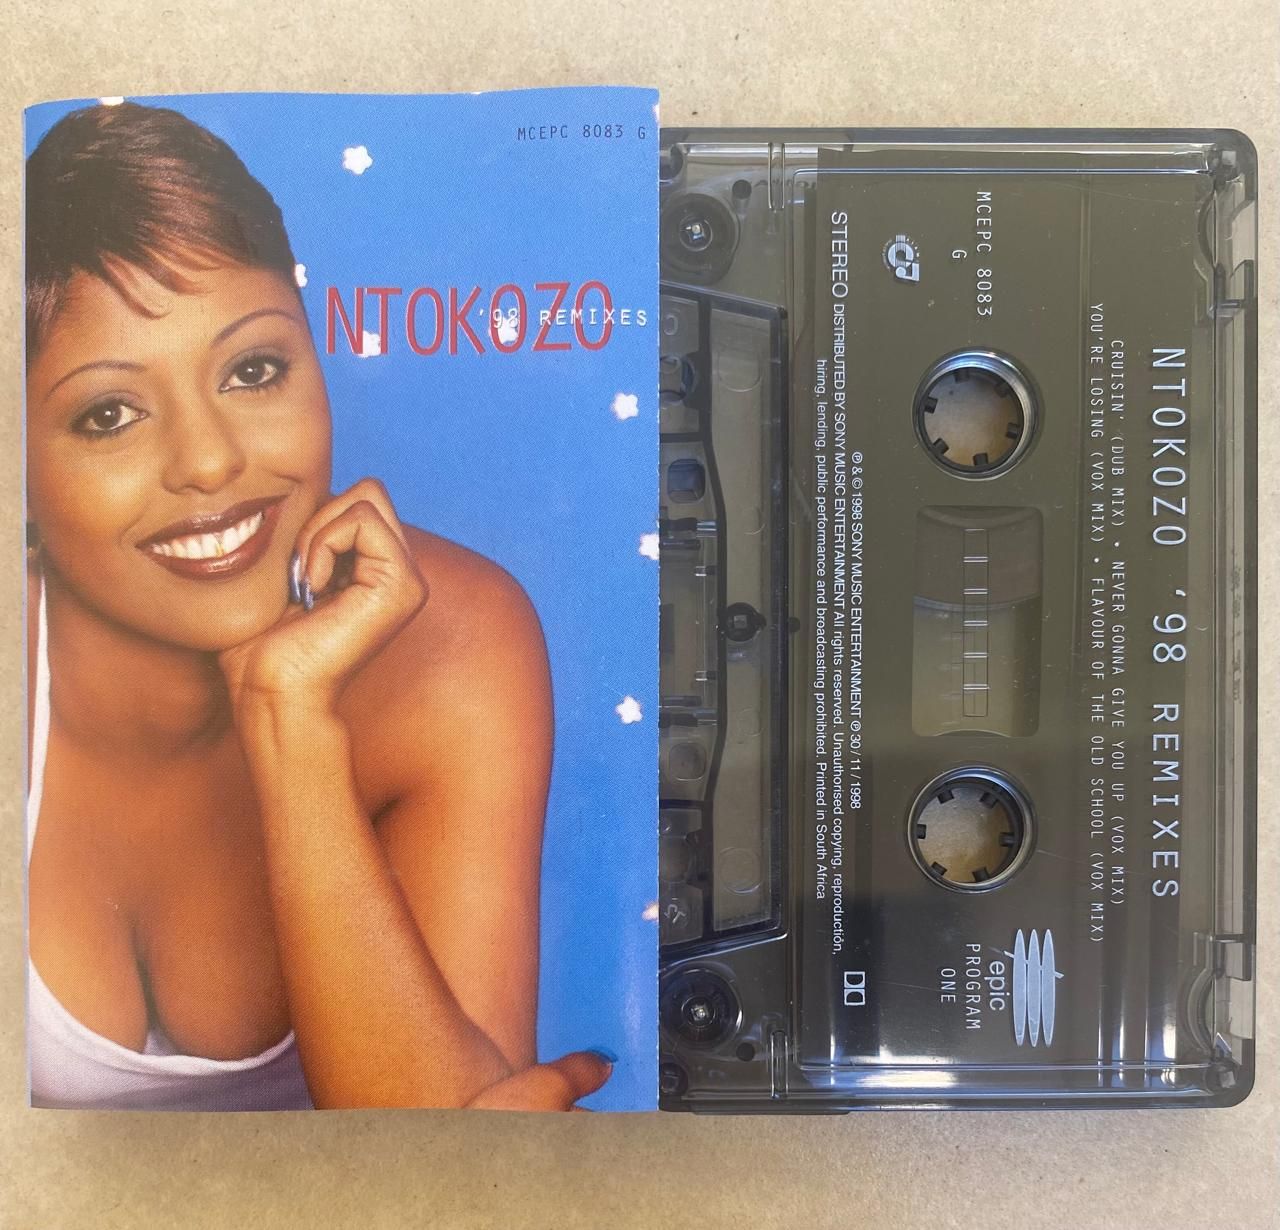 MCEPC 8083 G
NTOKOZO
'98 REMIXES
NTOKOZO '98 REMIXES
CRUISIN' (DUB MIX) • NEVER GONNA GIVE YOU UP (VOX MIX)
YOU'RE LOSING (VOX MIX) • FLAVOUR OF THE OLD SCHOOL (VOX MIX)
MCEPC 8083
G
epic
PROGRAM
ONE
℗ & © 1998 SONY MUSIC ENTERTAINMENT ℗ 30/11/1998
STEREO DISTRIBUTED BY SONY MUSIC ENTERTAINMENT All rights reserved. Unauthorised copying, reproduction,
hiring, lending, public performance and broadcasting prohibited. Printed in South Africa